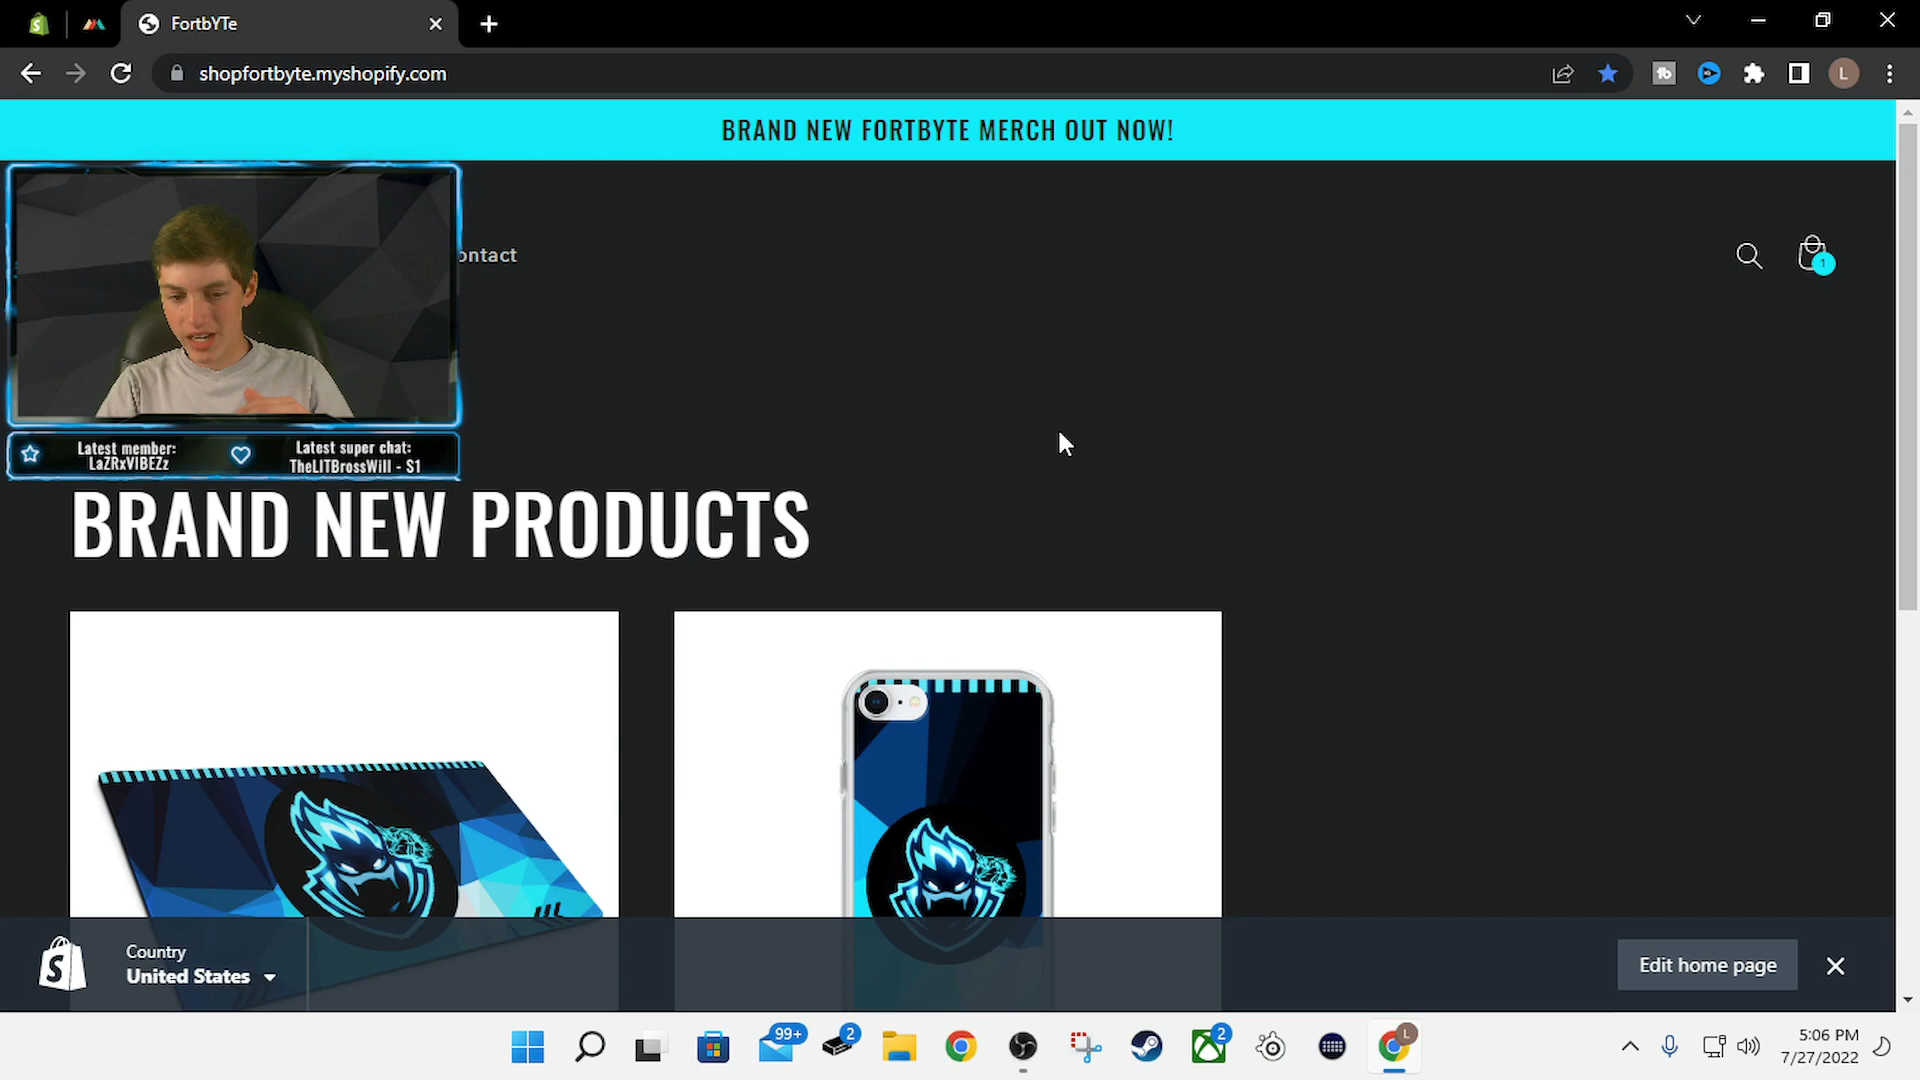 FortbYTe
shopfortbyte.myshopify.com
L
BRAND NEW FORTBYTE MERCH OUT NOW!
ontact
1
Latest member:
LaZRxVIBEZz
Latest super chat:
TheLITBrossWill - S1
BRAND NEW PRODUCTS
Country
United States
Edit home page
99+
2
2
L
5:06 PM
7/27/2022